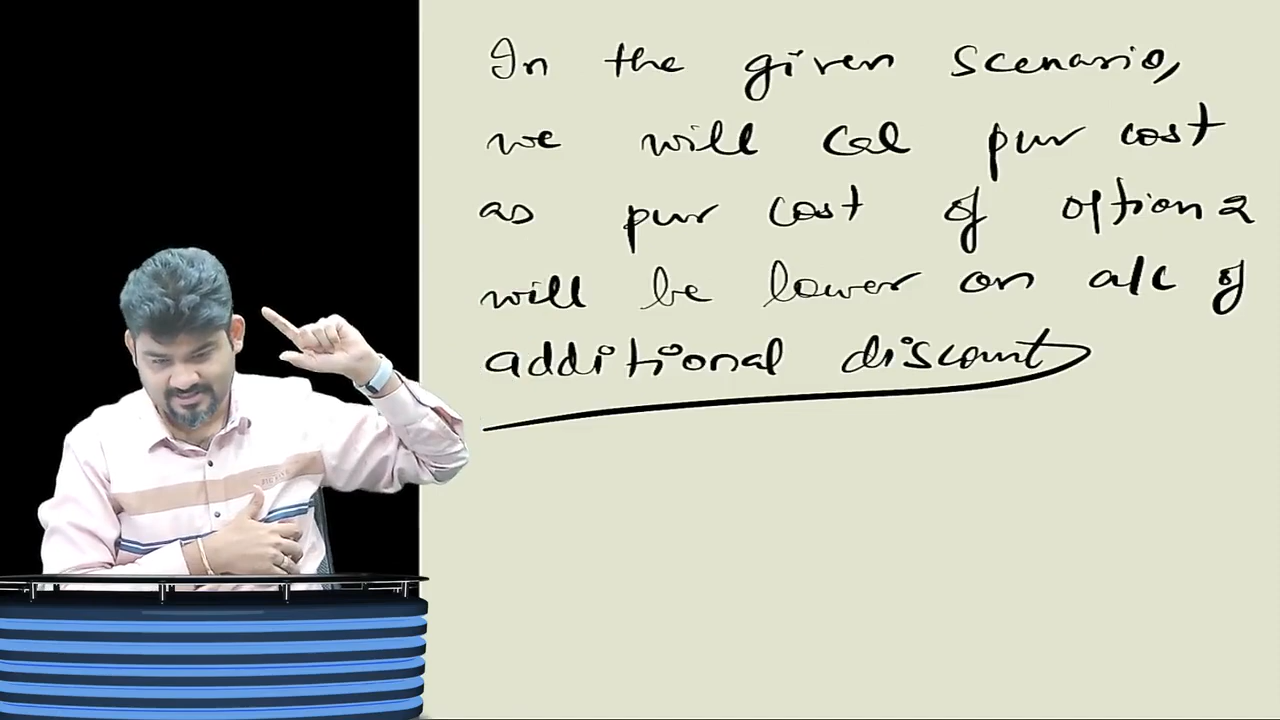 In the given scenario,
we will cal pur cost
as pur cost of option 2
will be lower on a/c of
additional discount